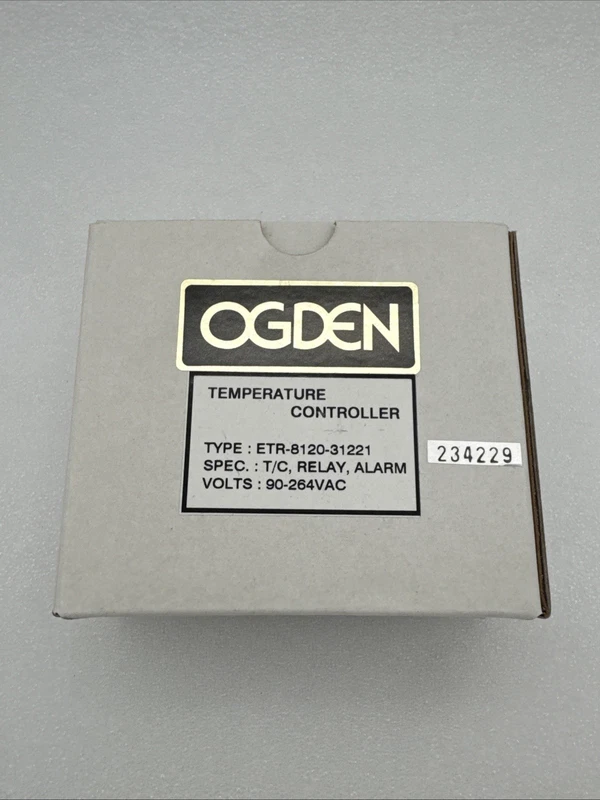 OGDEN
TEMPERATURE
CONTROLLER
TYPE : ETR-8120-31221
SPEC. : T/C, RELAY, ALARM
VOLTS : 90-264VAC
234229